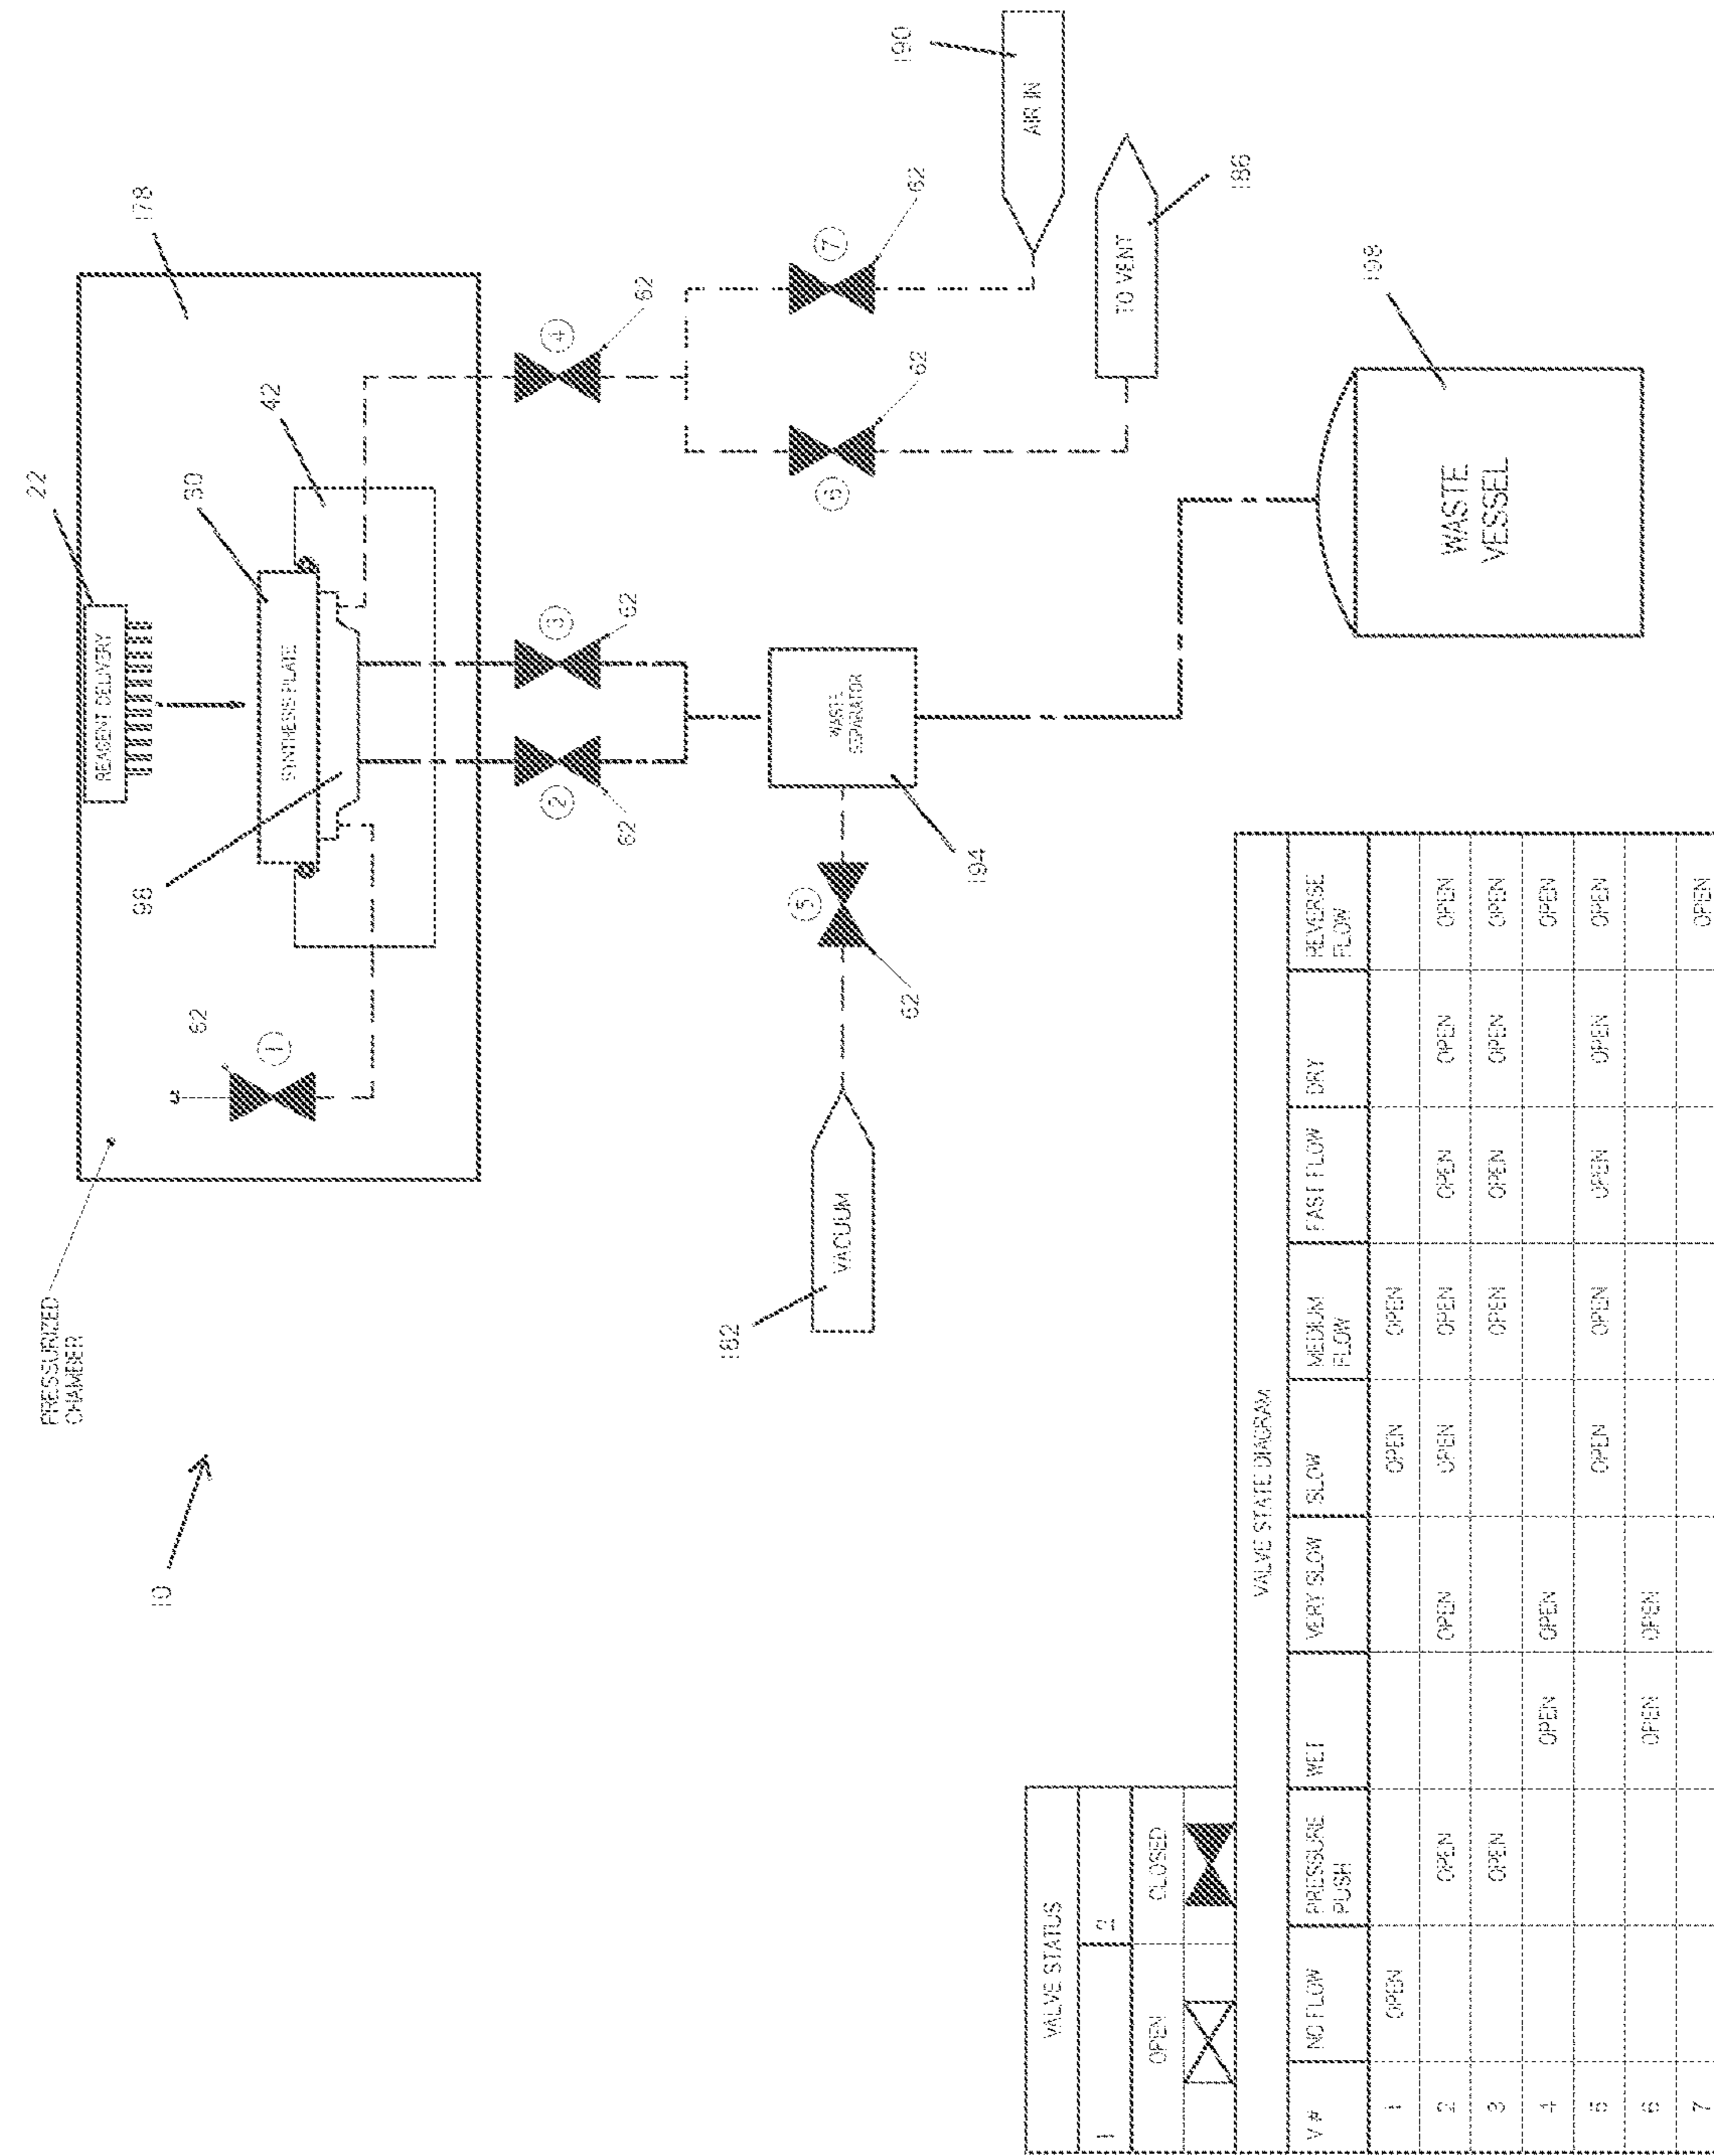 PRESSURIZED
CHAMBER
10
22
178
REAGENT DELIVERY
30
42
SYNTHESIS PLATE
98
62
1
2
62
3
62
4
62
6
62
7
62
190
AIR IN
TO VENT
186
VACUUM
182
5
62
WASTE
SEPARATOR
194
WASTE
VESSEL
198
VALVE STATUS
1 2
OPEN CLOSED
VALVE STATE DIAGRAM
V # NO FLOW PRESSURE PUSH WET VERY SLOW SLOW MEDIUM FLOW FAST FLOW DRY REVERSE FLOW
1 OPEN OPEN OPEN
2 OPEN OPEN OPEN OPEN OPEN OPEN OPEN
3 OPEN OPEN OPEN OPEN OPEN
4 OPEN OPEN OPEN
5 OPEN OPEN OPEN OPEN OPEN
6 OPEN OPEN
7 OPEN